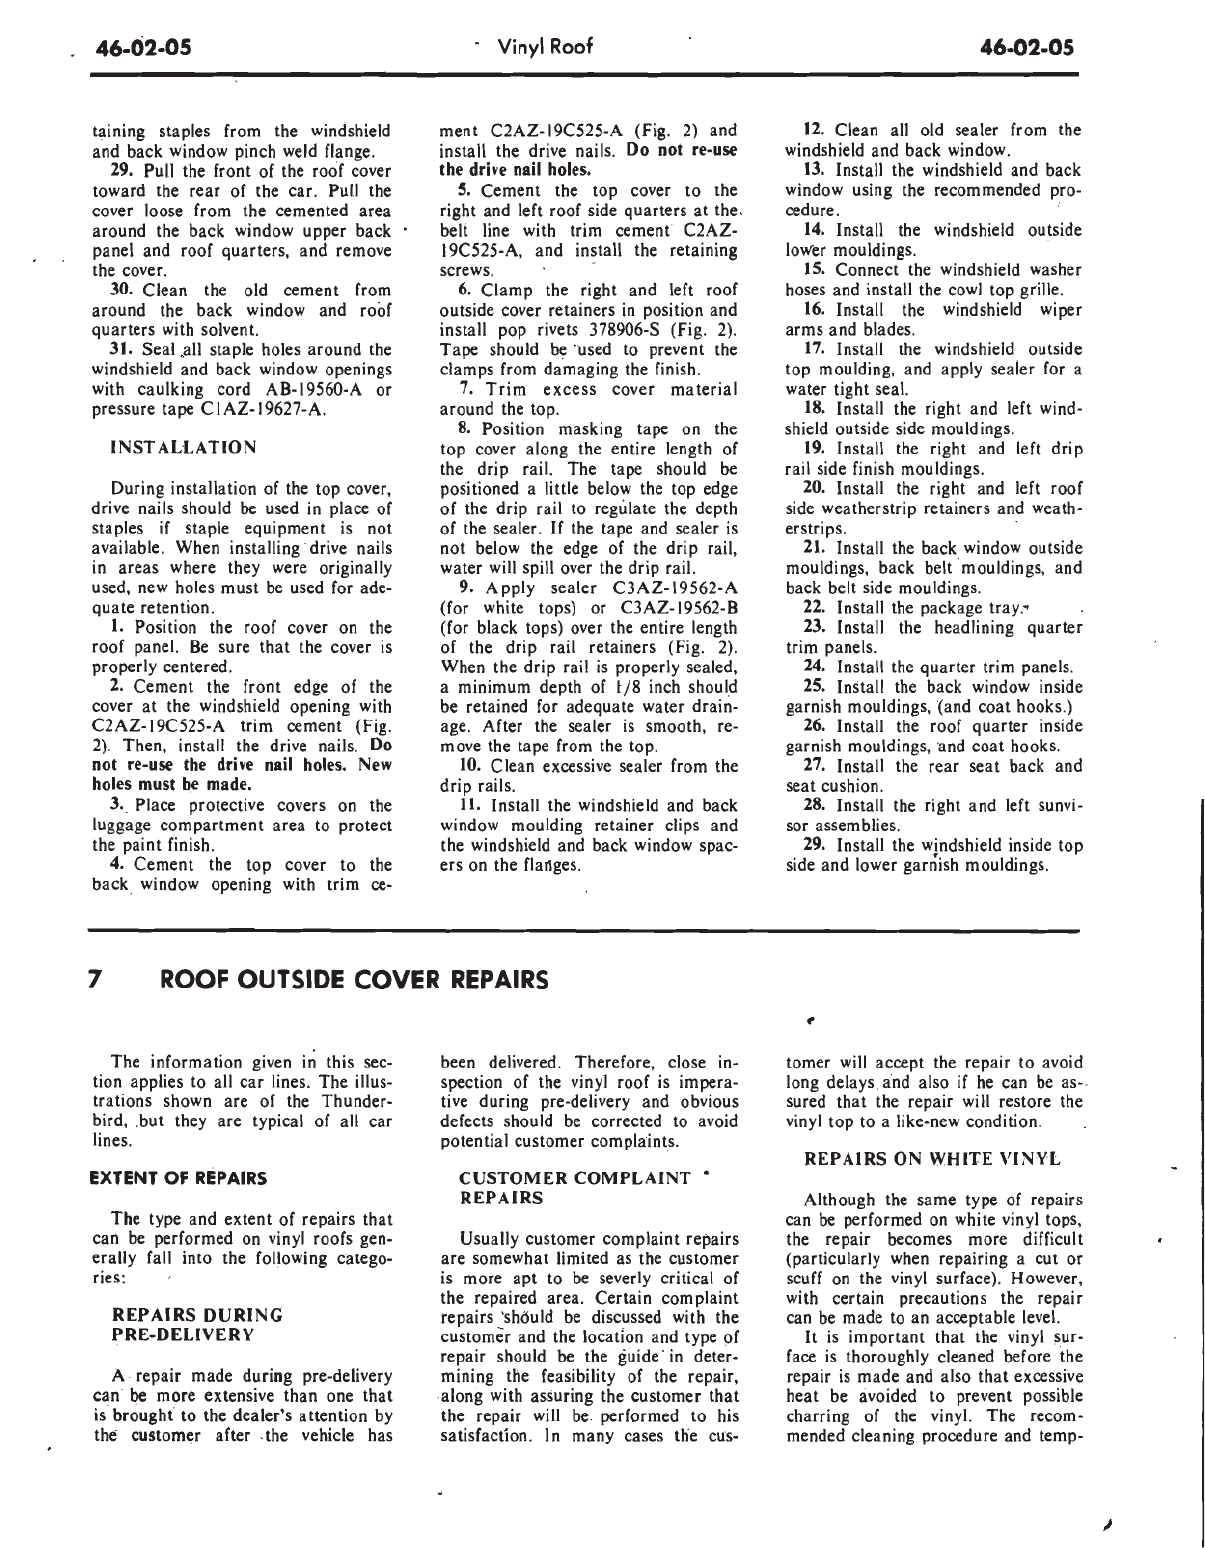 46-02-05
Vinyl Roof
46-02-05
taining staples from the windshield
and back window pinch weld flange.
29. Pull the front of the roof cover
toward the rear of the car. Pull the
cover loose from the cemented area
around the back window upper back
panel and roof quarters, and remove
the cover.
30. Clean the old cement from
around the back window and roof
quarters with solvent.
31. Seal all staple holes around the
windshield and back window openings
with caulking cord AB-19560-A or
pressure tape C1AZ-19627-A.
INSTALLATION
During installation of the top cover,
drive nails should be used in place of
staples if staple equipment is not
available. When installing drive nails
in areas where they were originally
used, new holes must be used for ade-
quate retention.
1. Position the roof cover on the
roof panel. Be sure that the cover is
properly centered.
2. Cement the front edge of the
cover at the windshield opening with
C2AZ-19C525-A trim cement (Fig.
2). Then, install the drive nails. Do
not re-use the drive nail holes. New
holes must be made.
3. Place protective covers on the
luggage compartment area to protect
the paint finish.
4. Cement the top cover to the
back window opening with trim ce-
ment C2AZ-19C525-A (Fig. 2) and
install the drive nails. Do not re-use
the drive nail holes.
5. Cement the top cover to the
right and left roof side quarters at the
belt line with trim cement C2AZ-
19C525-A, and install the retaining
screws.
6. Clamp the right and left roof
outside cover retainers in position and
install pop rivets 378906-S (Fig. 2).
Tape should be used to prevent the
clamps from damaging the finish.
7. Trim excess cover material
around the top.
8. Position masking tape on the
top cover along the entire length of
the drip rail. The tape should be
positioned a little below the top edge
of the drip rail to regulate the depth
of the sealer. If the tape and sealer is
not below the edge of the drip rail,
water will spill over the drip rail.
9. Apply sealer C3AZ-19562-A
(for white tops) or C3AZ-19562-B
(for black tops) over the entire length
of the drip rail retainers (Fig. 2).
When the drip rail is properly sealed,
a minimum depth of 1/8 inch should
be retained for adequate water drain-
age. After the sealer is smooth, re-
move the tape from the top.
10. Clean excessive sealer from the
drip rails.
11. Install the windshield and back
window moulding retainer clips and
the windshield and back window spac-
ers on the flanges.
12. Clean all old sealer from the
windshield and back window.
13. Install the windshield and back
window using the recommended pro-
cedure.
14. Install the windshield outside
lower mouldings.
15. Connect the windshield washer
hoses and install the cowl top grille.
16. Install the windshield wiper
arms and blades.
17. Install the windshield outside
top moulding, and apply sealer for a
water tight seal.
18. Install the right and left wind-
shield outside side mouldings.
19. Install the right and left drip
rail side finish mouldings.
20. Install the right and left roof
side weatherstrip retainers and weath-
erstrips.
21. Install the back window outside
mouldings, back belt mouldings, and
back belt side mouldings.
22. Install the package tray.
23. Install the headlining quarter
trim panels.
24. Install the quarter trim panels.
25. Install the back window inside
garnish mouldings, (and coat hooks.)
26. Install the roof quarter inside
garnish mouldings, and coat hooks.
27. Install the rear seat back and
seat cushion.
28. Install the right and left sunvi-
sor assemblies.
29. Install the windshield inside top
side and lower garnish mouldings.
7 ROOF OUTSIDE COVER REPAIRS
The information given in this sec-
tion applies to all car lines. The illus-
trations shown are of the Thunder-
bird, but they are typical of all car
lines.
EXTENT OF REPAIRS
The type and extent of repairs that
can be performed on vinyl roofs gen-
erally fall into the following catego-
ries:
REPAIRS DURING
PRE-DELIVERY
A repair made during pre-delivery
can be more extensive than one that
is brought to the dealer's attention by
the customer after the vehicle has
been delivered. Therefore, close in-
spection of the vinyl roof is impera-
tive during pre-delivery and obvious
defects should be corrected to avoid
potential customer complaints.
CUSTOMER COMPLAINT
REPAIRS
Usually customer complaint repairs
are somewhat limited as the customer
is more apt to be severly critical of
the repaired area. Certain complaint
repairs should be discussed with the
customer and the location and type of
repair should be the guide in deter-
mining the feasibility of the repair,
along with assuring the customer that
the repair will be performed to his
satisfaction. In many cases the cus-
tomer will accept the repair to avoid
long delays and also if he can be as-
sured that the repair will restore the
vinyl top to a like-new condition.
REPAIRS ON WHITE VINYL
Although the same type of repairs
can be performed on white vinyl tops,
the repair becomes more difficult
(particularly when repairing a cut or
scuff on the vinyl surface). However,
with certain precautions the repair
can be made to an acceptable level.
It is important that the vinyl sur-
face is thoroughly cleaned before the
repair is made and also that excessive
heat be avoided to prevent possible
charring of the vinyl. The recom-
mended cleaning procedure and temp-